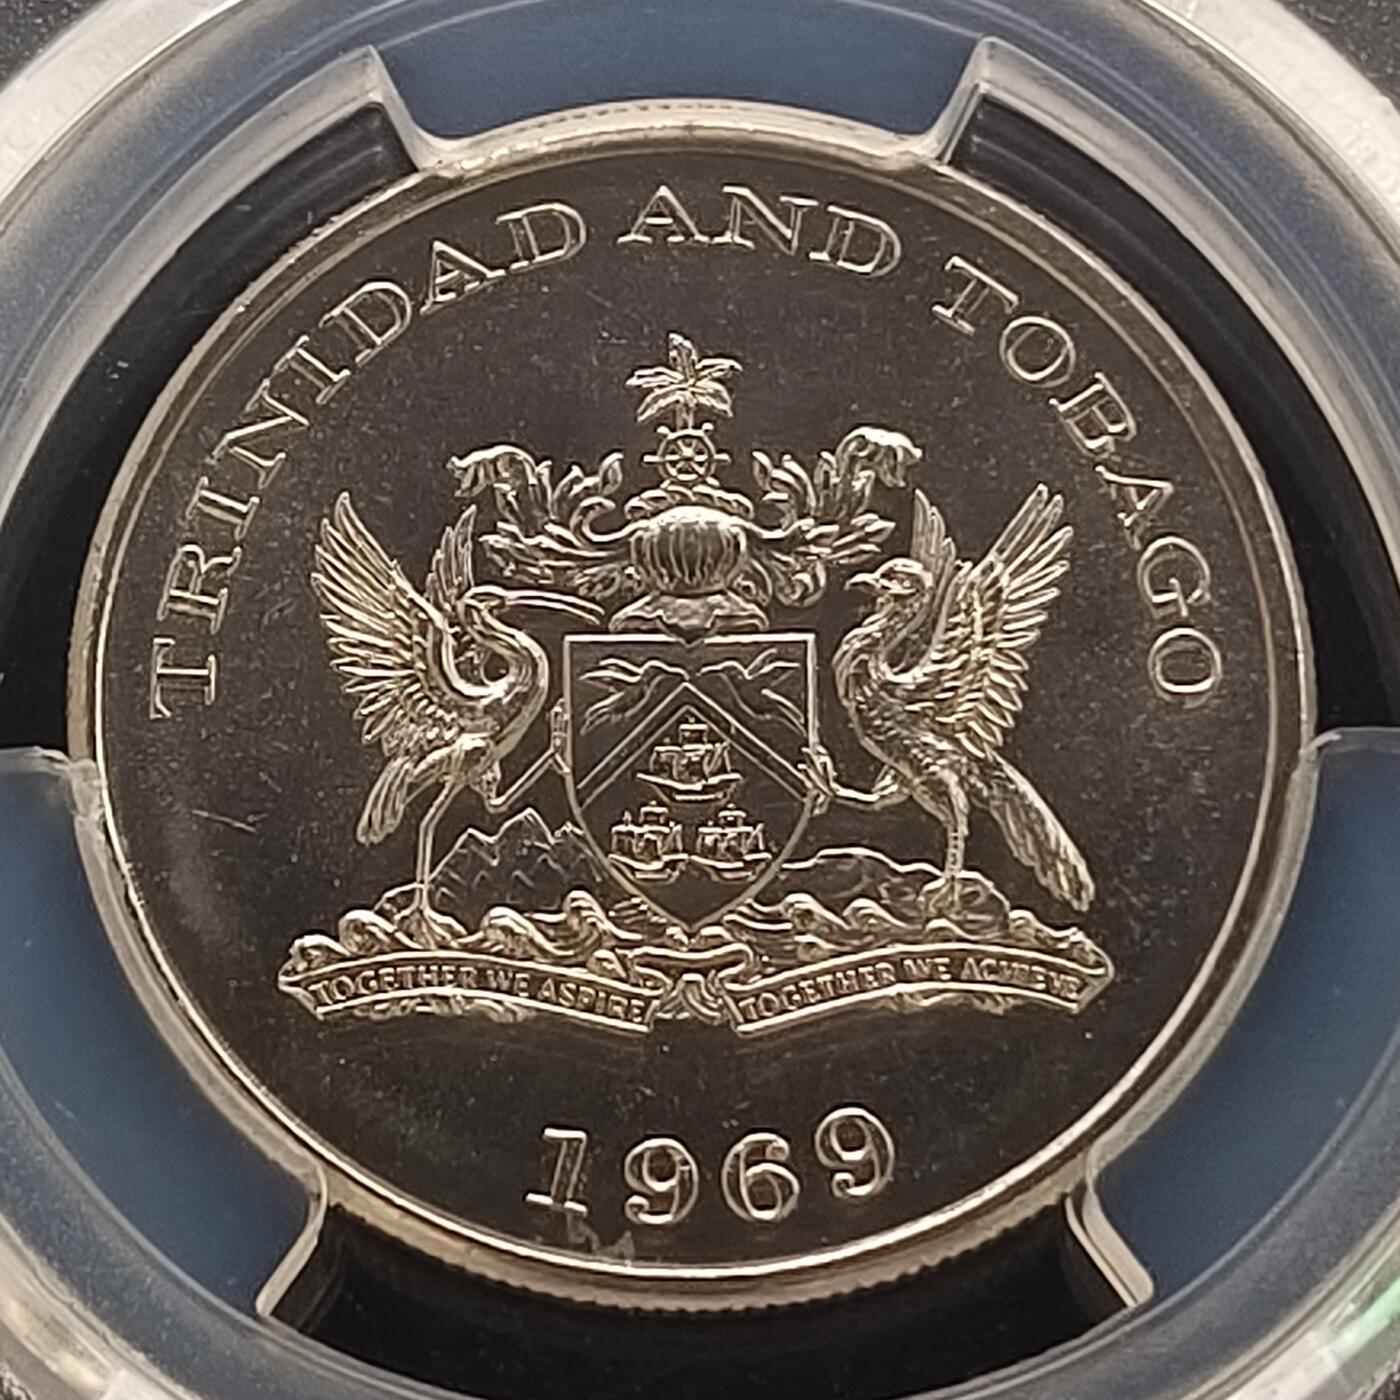 TRINIDAD AND TOBAGO
TOGETHER WE ASPIRE
TOGETHER WE ACHIEVE
1969